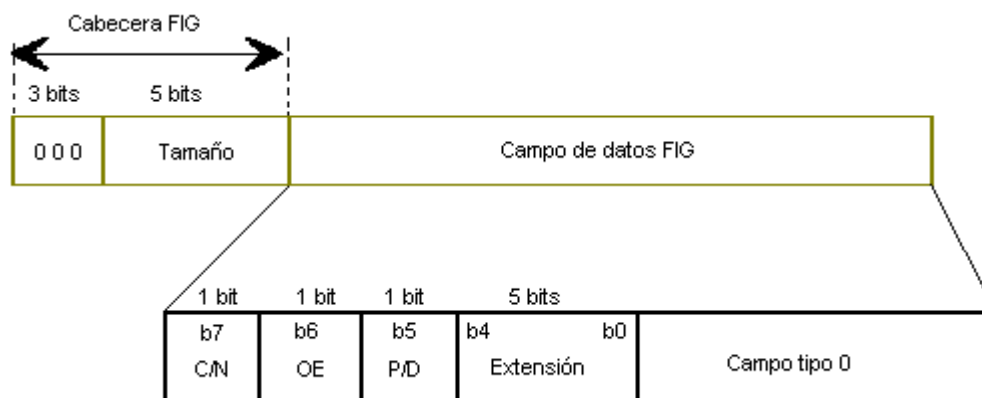 Cabecera FIG
3 bits 5 bits
0 0 0 Tamaño Campo de datos FIG
1 bit 1 bit 1 bit 5 bits
b7 b6 b5 b4 b0
C/N OE P/D Extensión Campo tipo 0